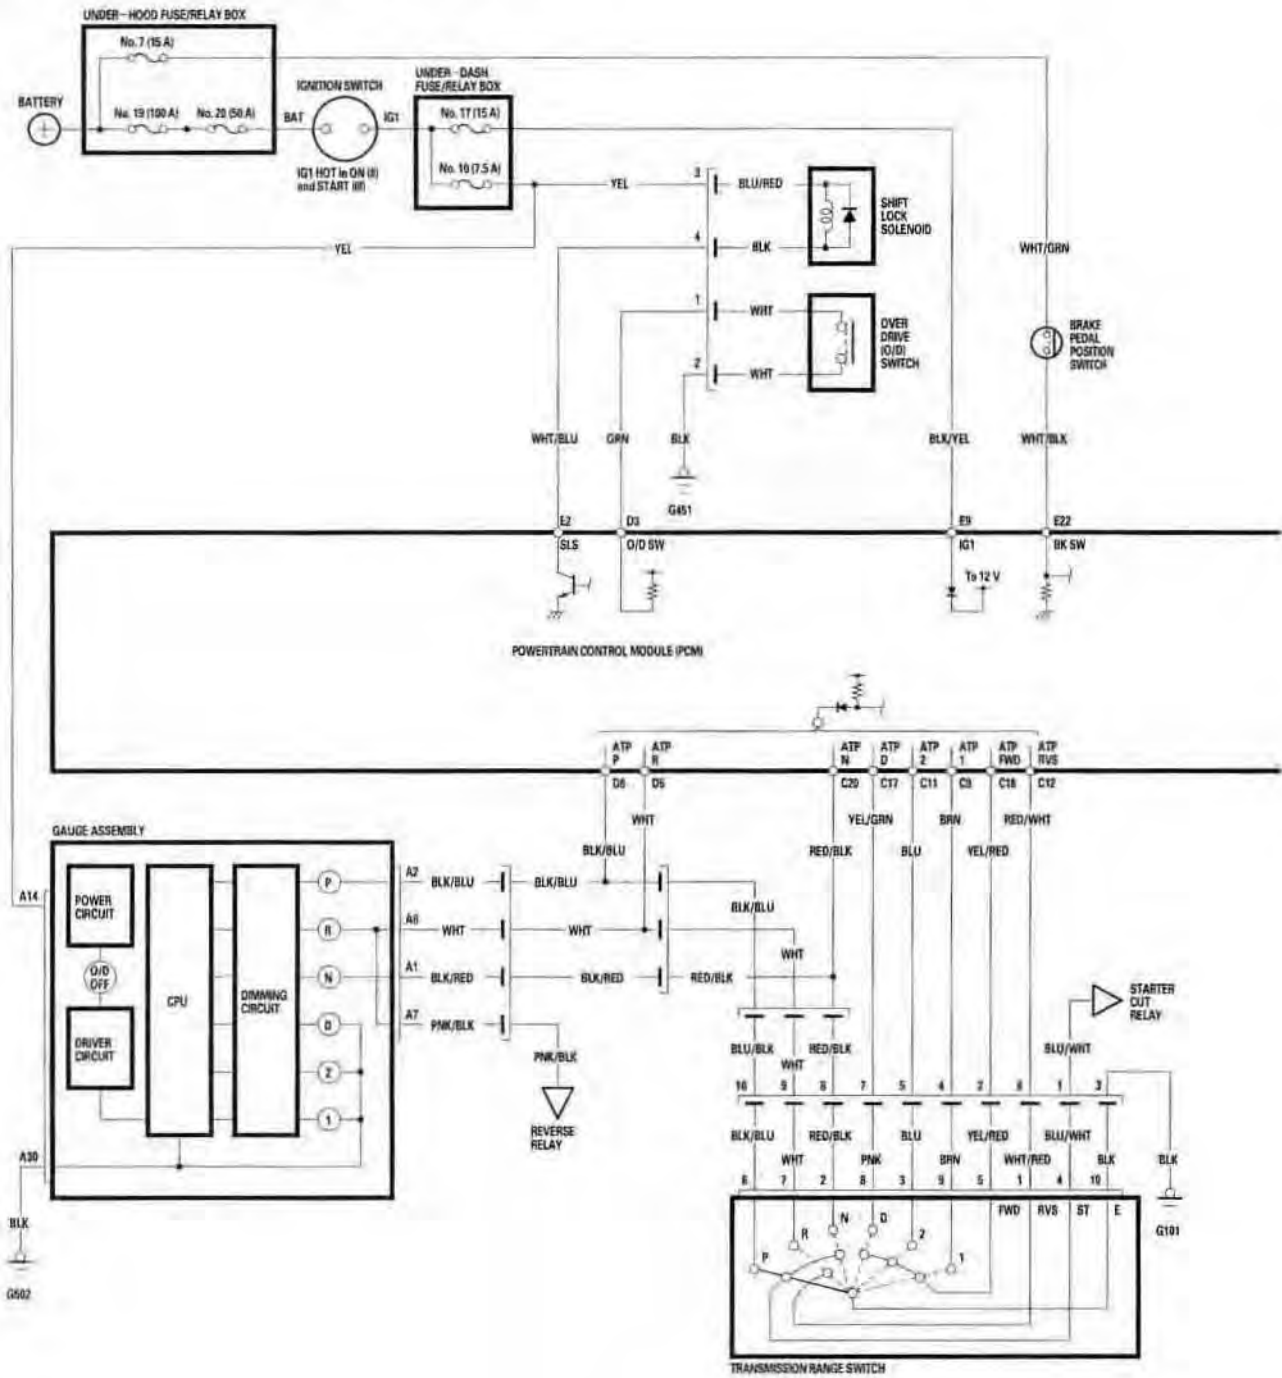 UNDER-HOOD FUSE/RELAY BOX
No. 7 (15 A)
BATTERY
No. 19 (100 A)
No. 20 (50 A)
BAT
IGNITION SWITCH
IG1
IG1 HOT in ON (II)
and START (III)
UNDER-DASH
FUSE/RELAY BOX
No. 17 (15 A)
No. 16 (7.5 A)
YEL
3
BLU/RED
SHIFT
LOCK
SOLENOID
YEL
4
BLK
WHT/GRN
1
WHT
OVER
DRIVE
(O/D)
SWITCH
BRAKE
PEDAL
POSITION
SWITCH
2
WHT
WHT/BLU
GRN
BLK
BLK/YEL
WHT/BLK
G451
E2
D3
E9
E22
SLS
O/D SW
IG1
BK SW
To 12 V
POWERTRAIN CONTROL MODULE (PCM)
ATP
P
ATP
R
ATP
N
ATP
D
ATP
2
ATP
1
ATP
FWD
ATP
RVS
D6
D5
C20
C17
C11
C9
C18
C12
WHT
YEL/GRN
BRN
RED/WHT
BLK/BLU
RED/BLK
BLU
YEL/RED
GAUGE ASSEMBLY
A14
POWER
CIRCUIT
O/D
OFF
DRIVER
CIRCUIT
CPU
DIMMING
CIRCUIT
P
R
N
D
2
1
A2
BLK/BLU
BLK/BLU
A6
WHT
WHT
A1
BLK/RED
BLK/RED
RED/BLK
A7
PNK/BLK
BLK/BLU
WHT
PNK/BLK
REVERSE
RELAY
STARTER
CUT
RELAY
BLU/BLK
WHT
RED/BLK
BLU/WHT
10
9
8
7
5
4
2
6
1
3
BLK/BLU
RED/BLK
BLU
YEL/RED
BLU/WHT
WHT
PNK
BRN
WHT/RED
BLK
BLK
6
7
2
8
3
9
5
1
4
10
FWD
RVS
ST
E
G101
P
R
N
D
2
1
A30
BLK
G502
TRANSMISSION RANGE SWITCH